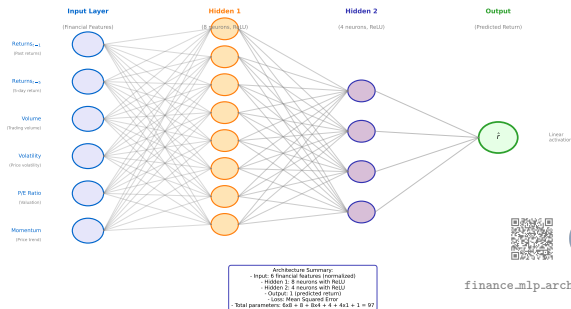 Input Layer
(Financial Features)
Hidden 1
(8 neurons, ReLU)
Hidden 2
(4 neurons, ReLU)
Output
(Predicted Return)
Returnsₜ₋₁
(Past returns)
Returnsₜ₋₅
(5-day return)
Volume
(Trading volume)
Volatility
(Price volatility)
P/E Ratio
(Valuation)
Momentum
(Price trend)
r̂
Linear
activation
Architecture Summary:
- Input: 6 financial features (normalized)
- Hidden 1: 8 neurons with ReLU
- Hidden 2: 4 neurons with ReLU
- Output: 1 (predicted return)
- Loss: Mean Squared Error
- Total parameters: 6x8 + 8 + 8x4 + 4 + 4x1 + 1 = 97
finance_mlp_arch